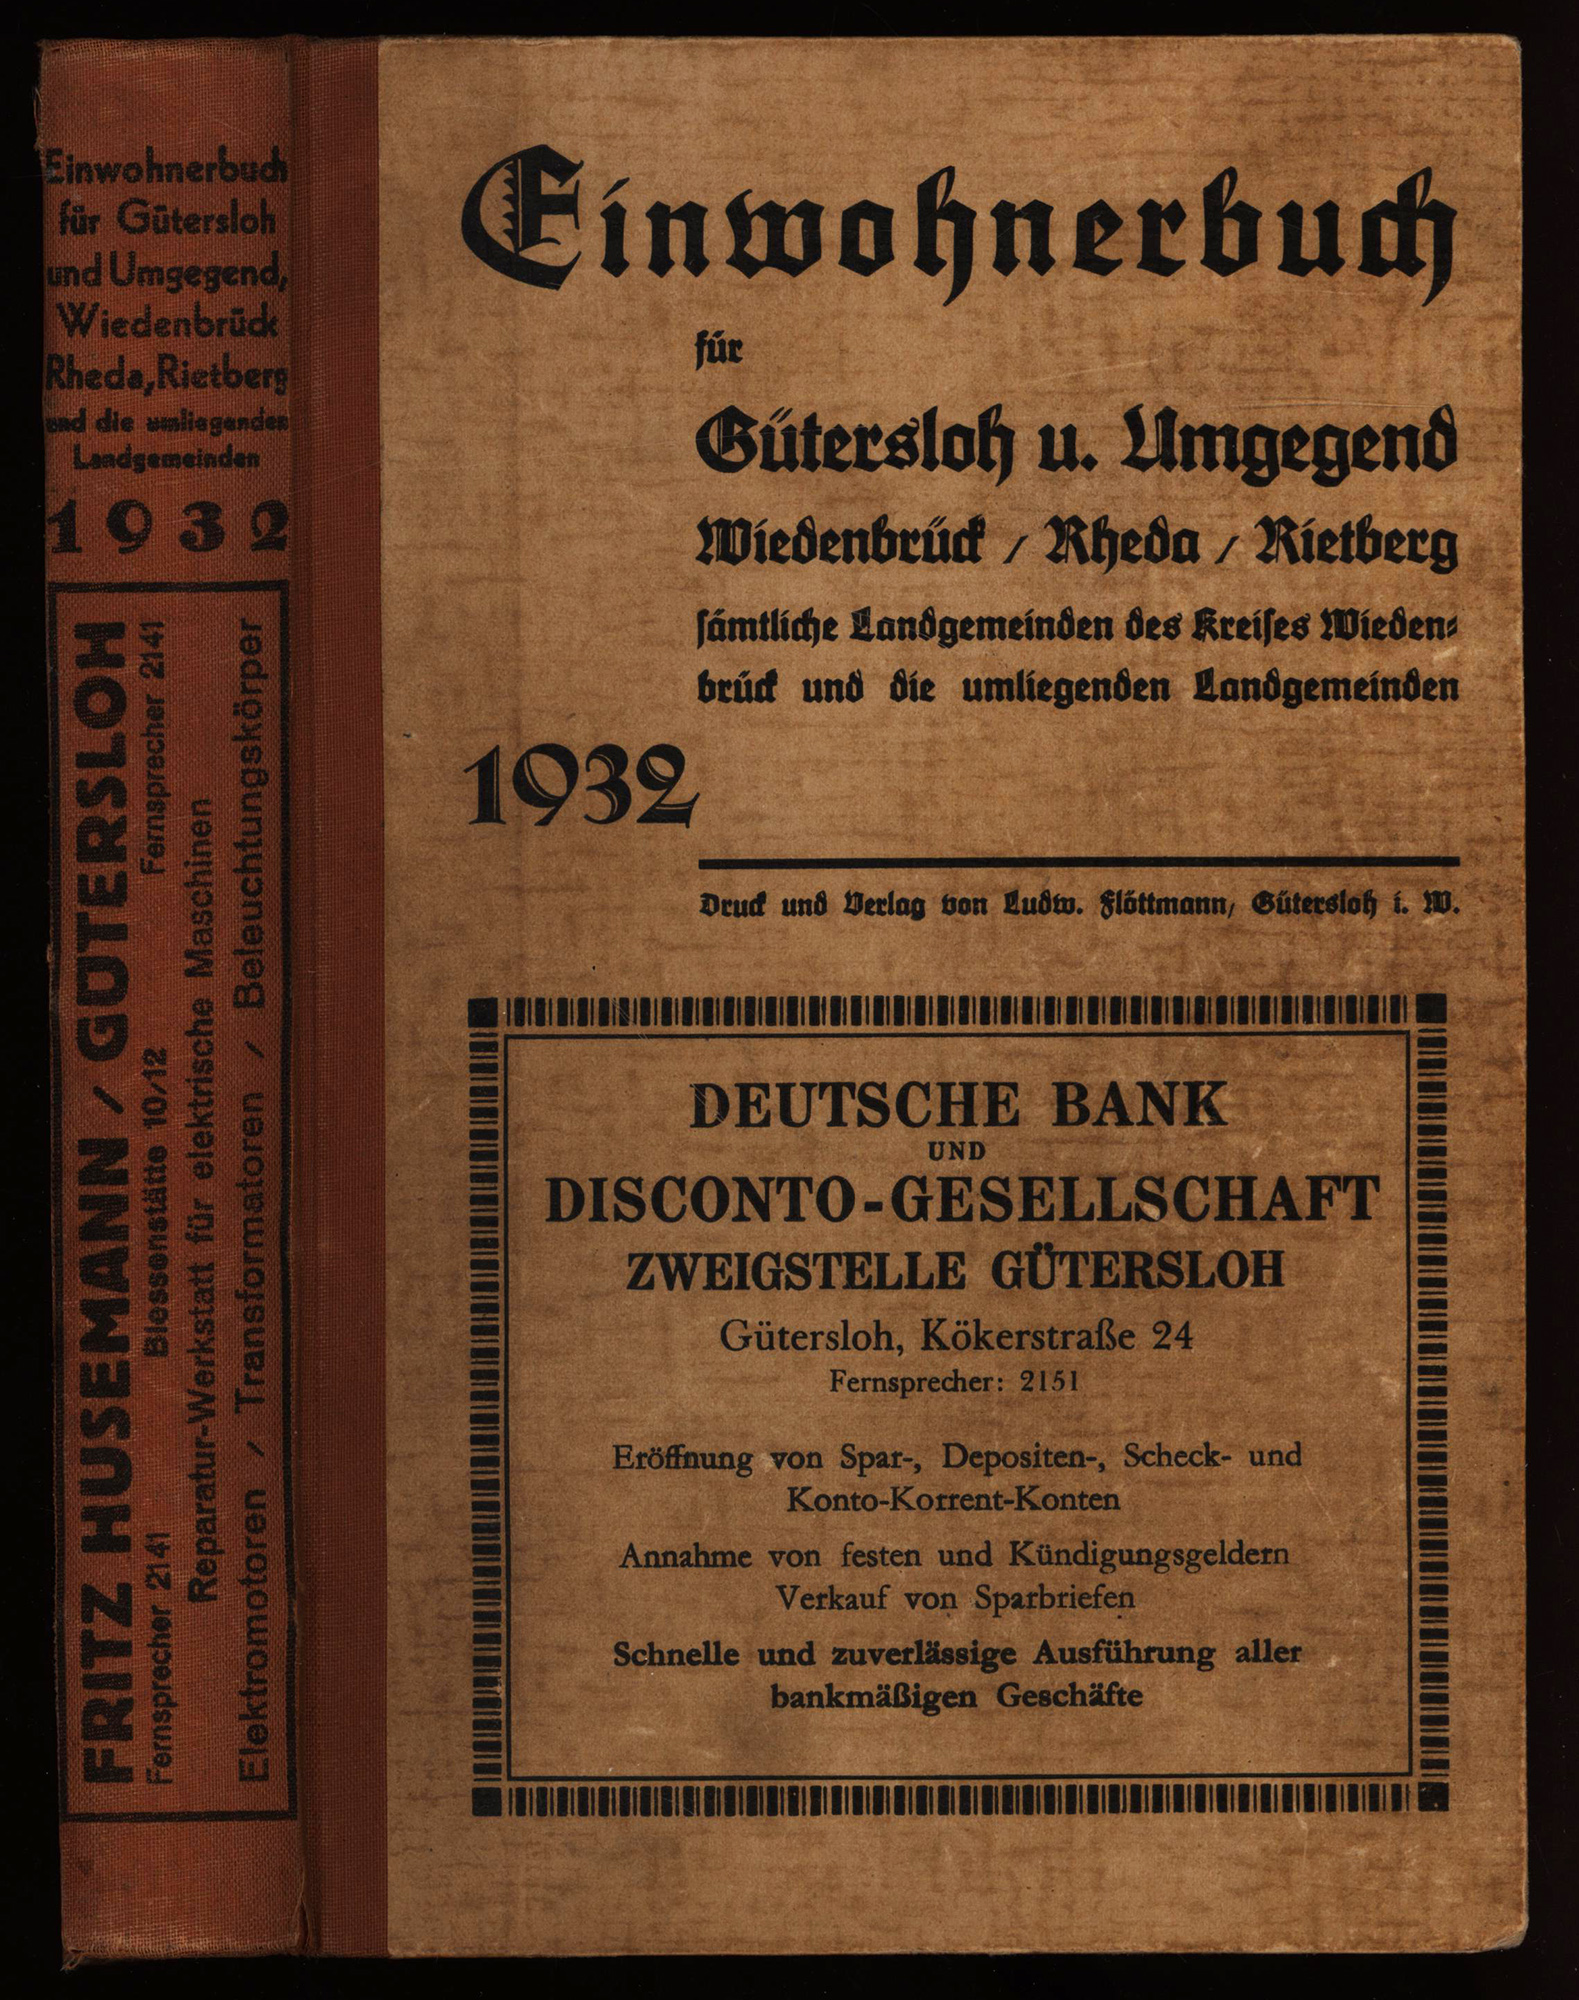 Einwohnerbuch
für Gütersloh
und Umgegend,
Wiedenbrück
Rheda, Rietberg
und die umliegenden
Landgemeinden
1932
FRITZ HUSEMANN / GÜTERSLOH
Fernsprecher 2141 Blessenstätte 10/12 Fernsprecher 2141
Reparatur-Werkstatt für elektrische Maschinen
Elektromotoren / Transformatoren / Beleuchtungskörper
Einwohnerbuch
für
Gütersloh u. Umgegend
Wiedenbrück / Rheda / Rietberg
sämtliche Landgemeinden des Kreises Wieden-
brück und die umliegenden Landgemeinden
1932
Druck und Verlag von Ludw. Flöttmann, Gütersloh i. W.
DEUTSCHE BANK
UND
DISCONTO-GESELLSCHAFT
ZWEIGSTELLE GÜTERSLOH
Gütersloh, Kökerstraße 24
Fernsprecher: 2151
Eröffnung von Spar-, Depositen-, Scheck- und
Konto-Korrent-Konten
Annahme von festen und Kündigungsgeldern
Verkauf von Sparbriefen
Schnelle und zuverlässige Ausführung aller
bankmäßigen Geschäfte